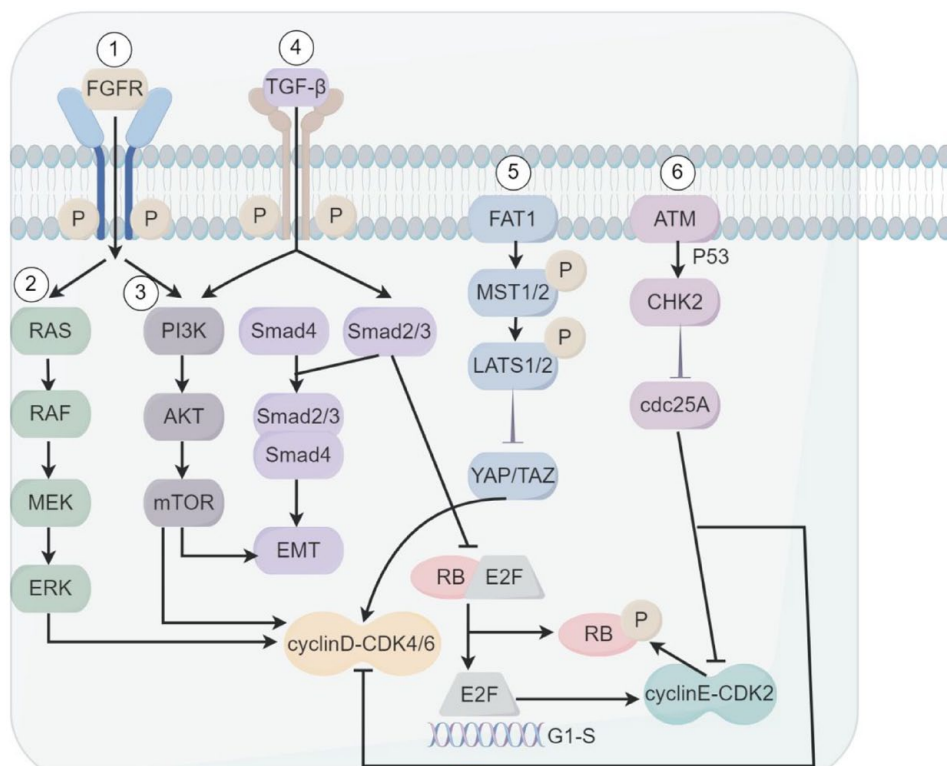 1
4
FGFR
TGF-β
5
6
P
P
P
P
FAT1
ATM
P53
2
3
MST1/2
P
CHK2
RAS
PI3K
Smad4
Smad2/3
LATS1/2
P
RAF
AKT
Smad2/3
cdc25A
Smad4
YAP/TAZ
MEK
mTOR
EMT
RB
E2F
ERK
cyclinD-CDK4/6
RB
P
E2F
cyclinE-CDK2
G1-S